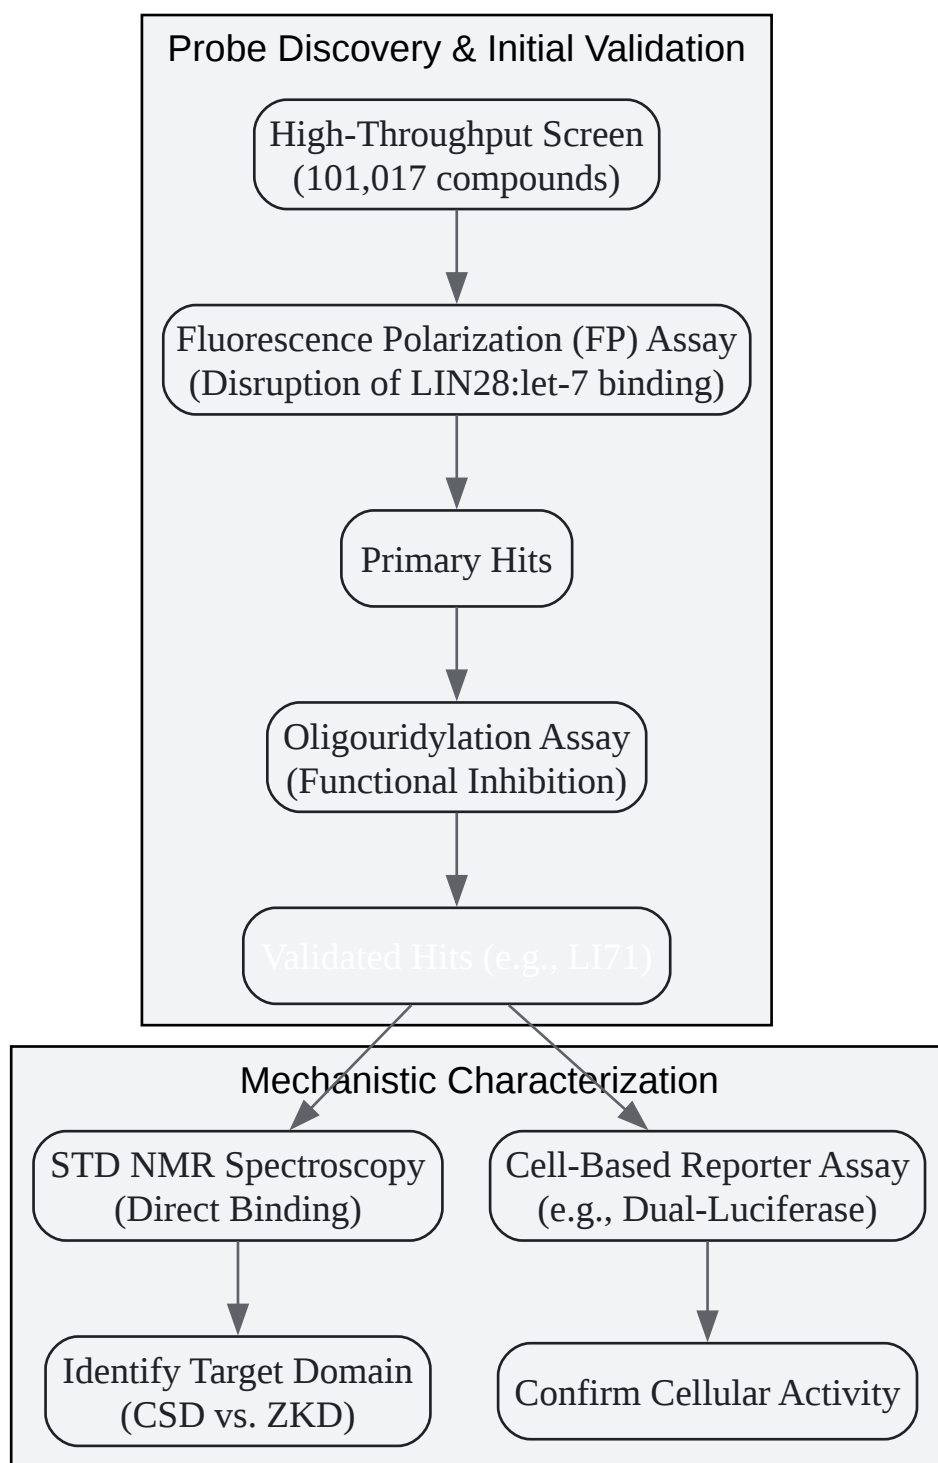 Probe Discovery & Initial Validation
High-Throughput Screen
(101,017 compounds)
Fluorescence Polarization (FP) Assay
(Disruption of LIN28:let-7 binding)
Primary Hits
Oligouridylation Assay
(Functional Inhibition)
Validated Hits (e.g., LI71)
Mechanistic Characterization
STD NMR Spectroscopy
(Direct Binding)
Cell-Based Reporter Assay
(e.g., Dual-Luciferase)
Identify Target Domain
(CSD vs. ZKD)
Confirm Cellular Activity